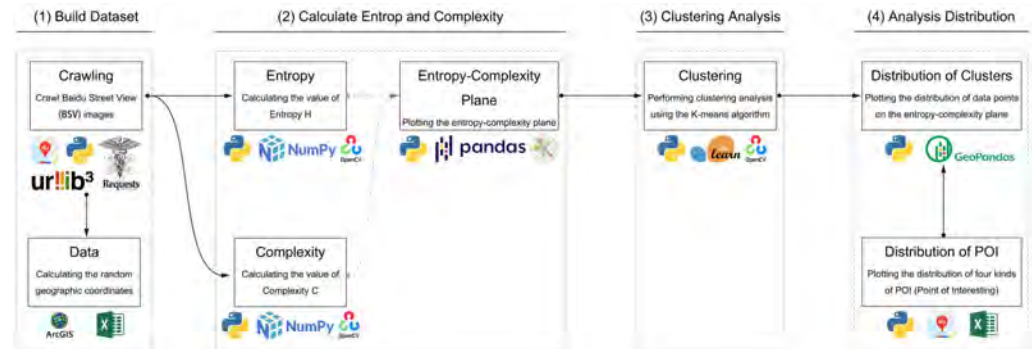 (1) Build Dataset
(2) Calculate Entrop and Complexity
(3) Clustering Analysis
(4) Analysis Distribution
Crawling
Crawl Baidu Street View
(BSV) images
urllib³
Requests
Data
Calculating the random
geographic coordinates
ArcGIS
Entropy
Calculating the value of
Entropy H
NumPy
OpenCV
Complexity
Calculating the value of
Complexity C
NumPy
OpenCV
Entropy-Complexity
Plane
Plotting the entropy-complexity plane
pandas
Clustering
Performing clustering analysis
using the K-means algorithm
learn
OpenCV
Distribution of Clusters
Plotting the distribution of data points
on the entropy-complexity plane
GeoPandas
Distribution of POI
Plotting the distribution of four kinds
of POI (Point of Interesting)